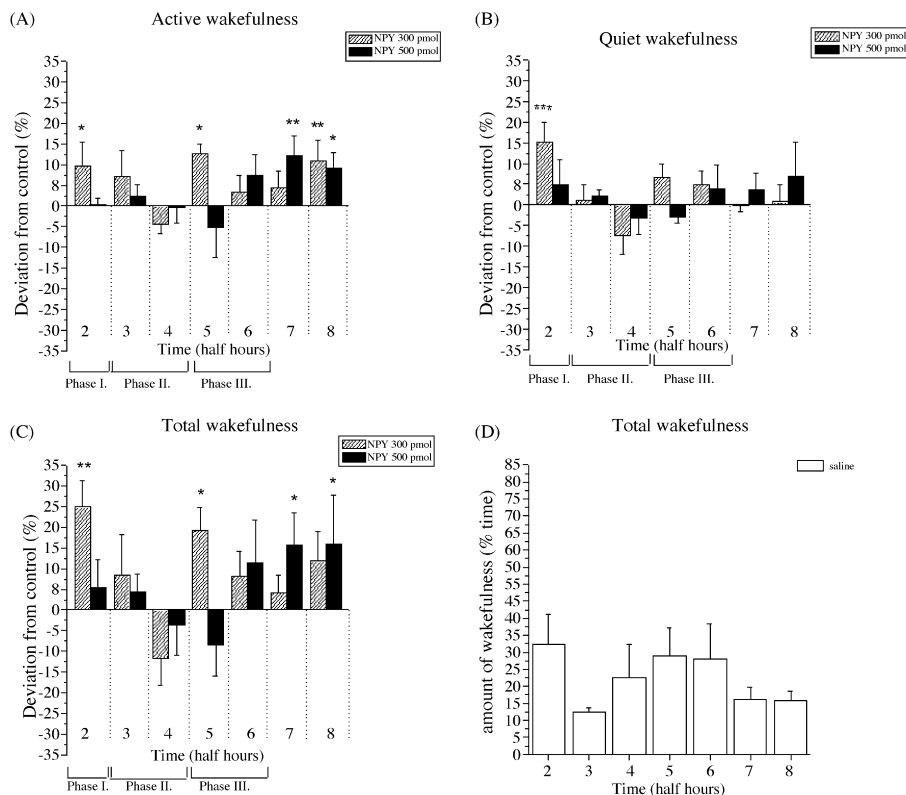 (A)
Active wakefulness
NPY 300 pmol
NPY 500 pmol
Deviation from control (%)
35
30
25
20
15
10
8
0
-5
-10
-15
-20
-25
-30
-35
*
*
**
**
*
2 3 4 5 6 7 8
Time (half hours)
Phase I. Phase II. Phase III.
(B)
Quiet wakefulness
NPY 300 pmol
NPY 500 pmol
Deviation from control (%)
35
30
25
20
15
10
8
0
-5
-10
-15
-20
-25
-30
-35
***
2 3 4 5 6 7 8
Time (half hours)
Phase I. Phase II. Phase III.
(C)
Total wakefulness
NPY 300 pmol
NPY 500 pmol
Deviation from control (%)
35
30
25
20
15
10
8
0
-5
-10
-15
-20
-25
-30
-35
**
*
*
*
2 3 4 5 6 7 8
Time (half hours)
Phase I. Phase II. Phase III.
(D)
Total wakefulness
saline
amount of wakefulness (% time)
85
80
75
70
65
60
55
50
45
40
35
30
25
20
15
10
5
0
2 3 4 5 6 7 8
Time (half hours)